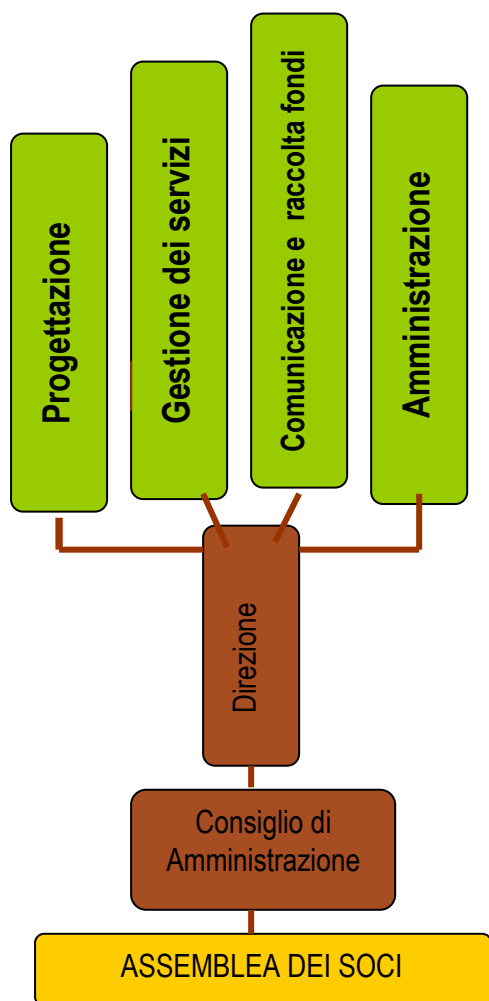 Progettazione
Gestione dei servizi
Comunicazione e raccolta fondi
Amministrazione
Direzione
Consiglio di
Amministrazione
ASSEMBLEA DEI SOCI